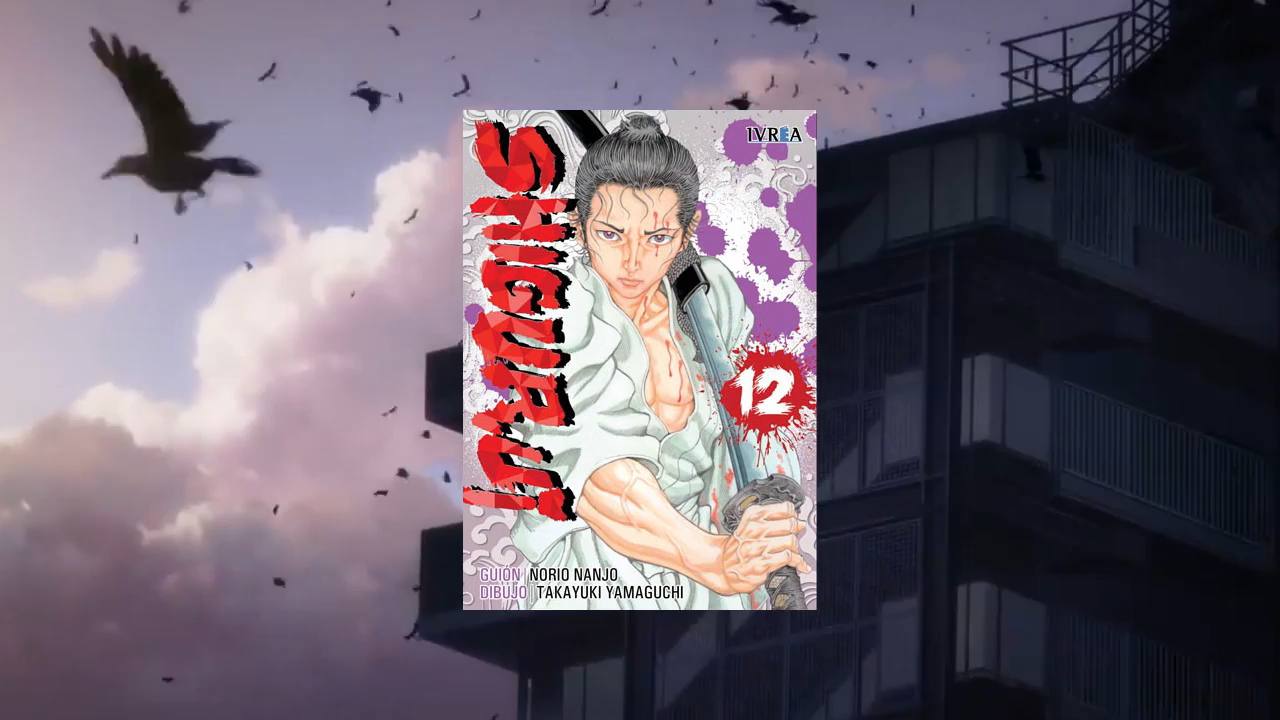 IVREA
SHIGURUI
12
GUIÓN NORIO NANJO
DIBUJO TAKAYUKI YAMAGUCHI